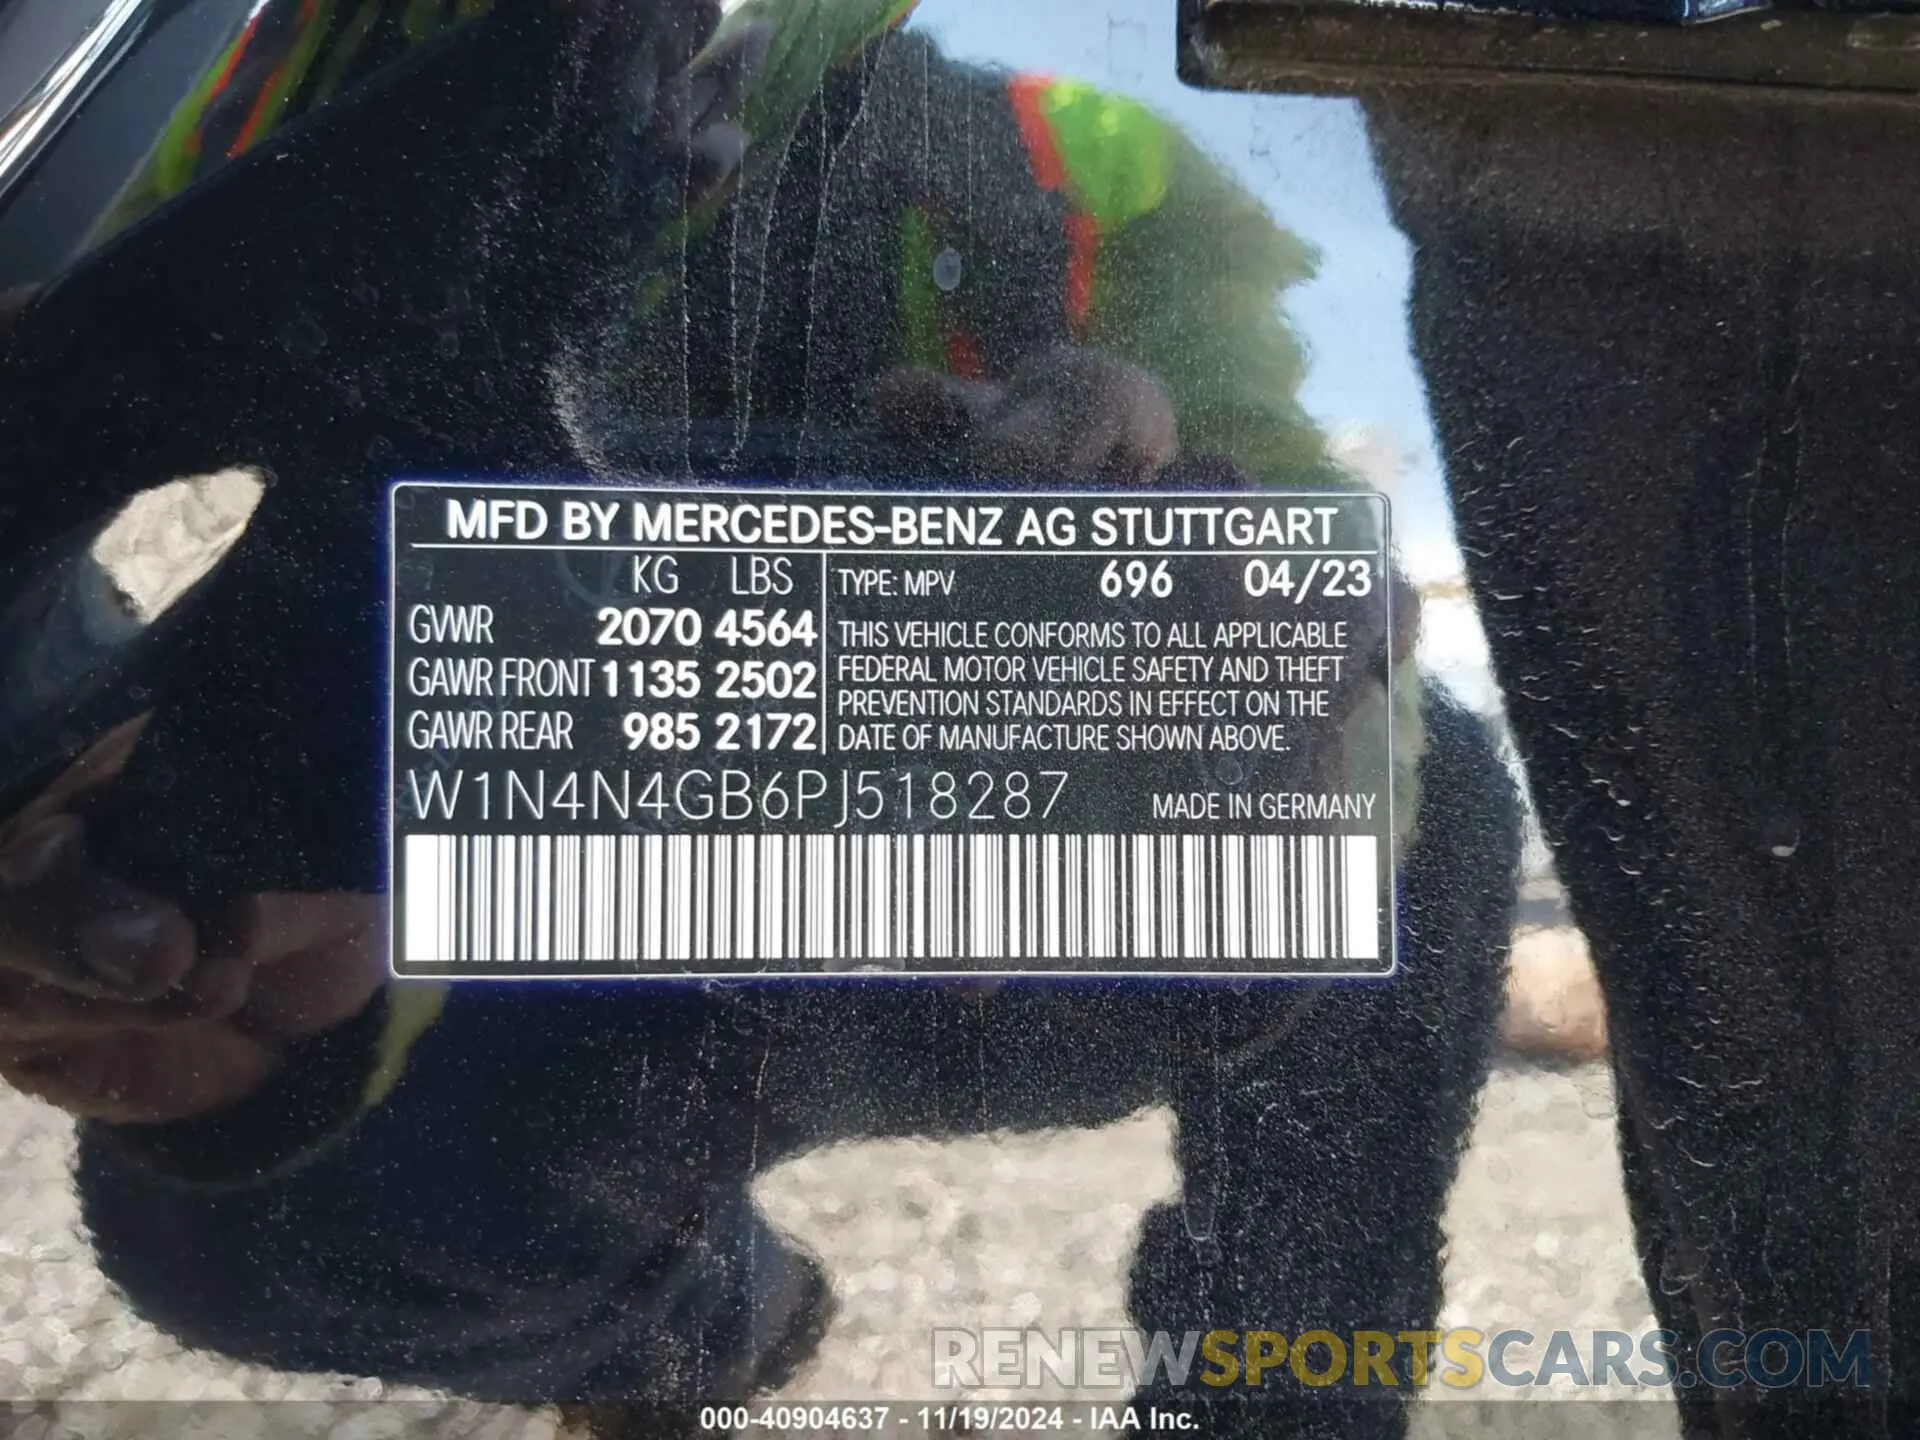 MFD BY MERCEDES-BENZ AG STUTTGART
KG LBS
GVWR 2070 4564
GAWR FRONT 1135 2502
GAWR REAR 985 2172
TYPE: MPV 696 04/23
THIS VEHICLE CONFORMS TO ALL APPLICABLE
FEDERAL MOTOR VEHICLE SAFETY AND THEFT
PREVENTION STANDARDS IN EFFECT ON THE
DATE OF MANUFACTURE SHOWN ABOVE.
W1N4N4GB6PJ518287 MADE IN GERMANY
RENEWSPORTSCARS.COM
000-40904637 - 11/19/2024 - IAA Inc.